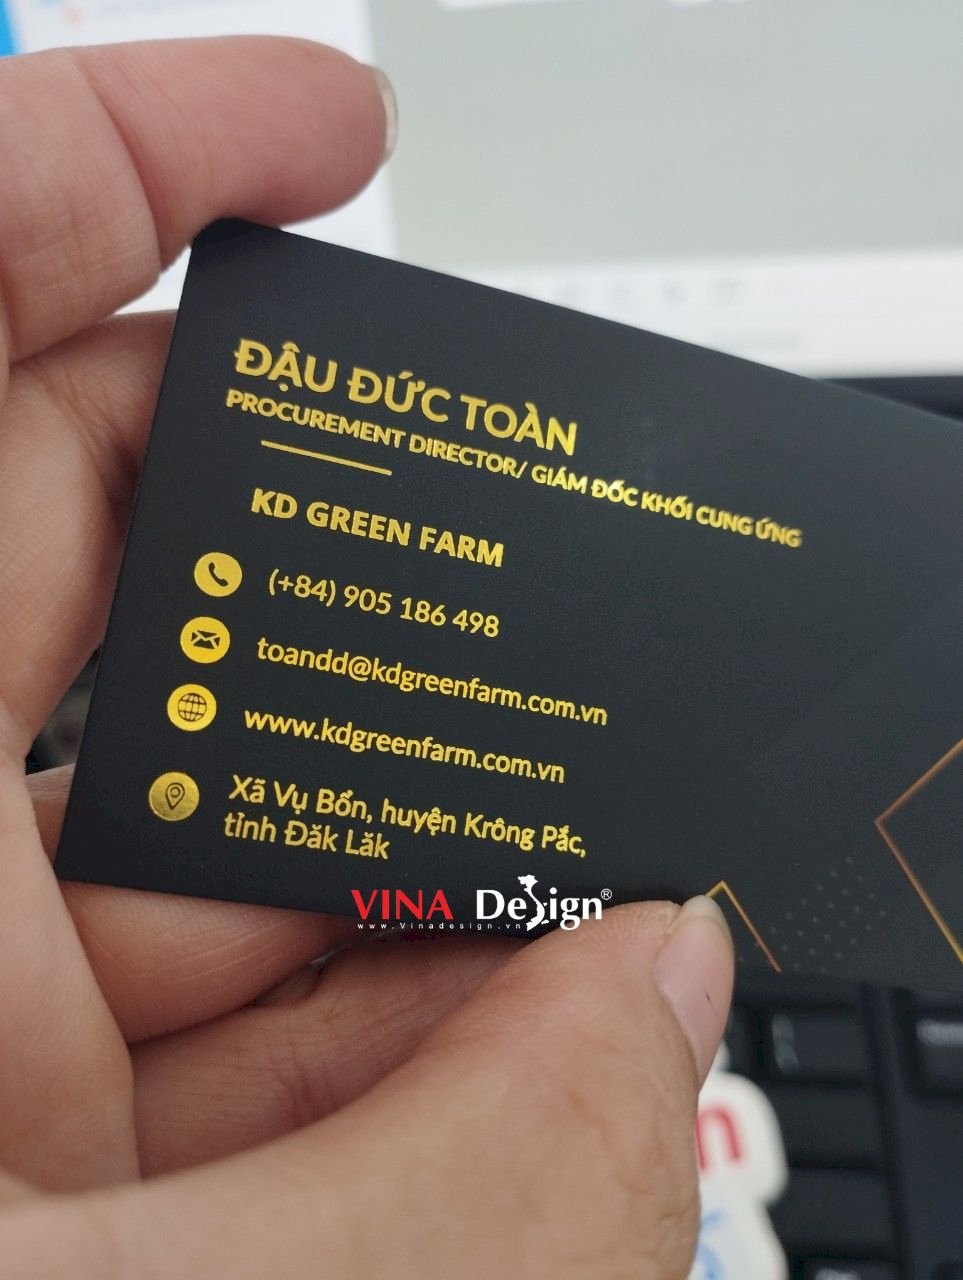 ĐẬU ĐỨC TOÀN
PROCUREMENT DIRECTOR/ GIÁM ĐỐC KHỐI CUNG ỨNG
KD GREEN FARM
(+84) 905 186 498
toandd@kdgreenfarm.com.vn
www.kdgreenfarm.com.vn
Xã Vụ Bổn, huyện Krông Pắc,
tỉnh Đăk Lăk
VINA Design®
www.Vinadesign.vn